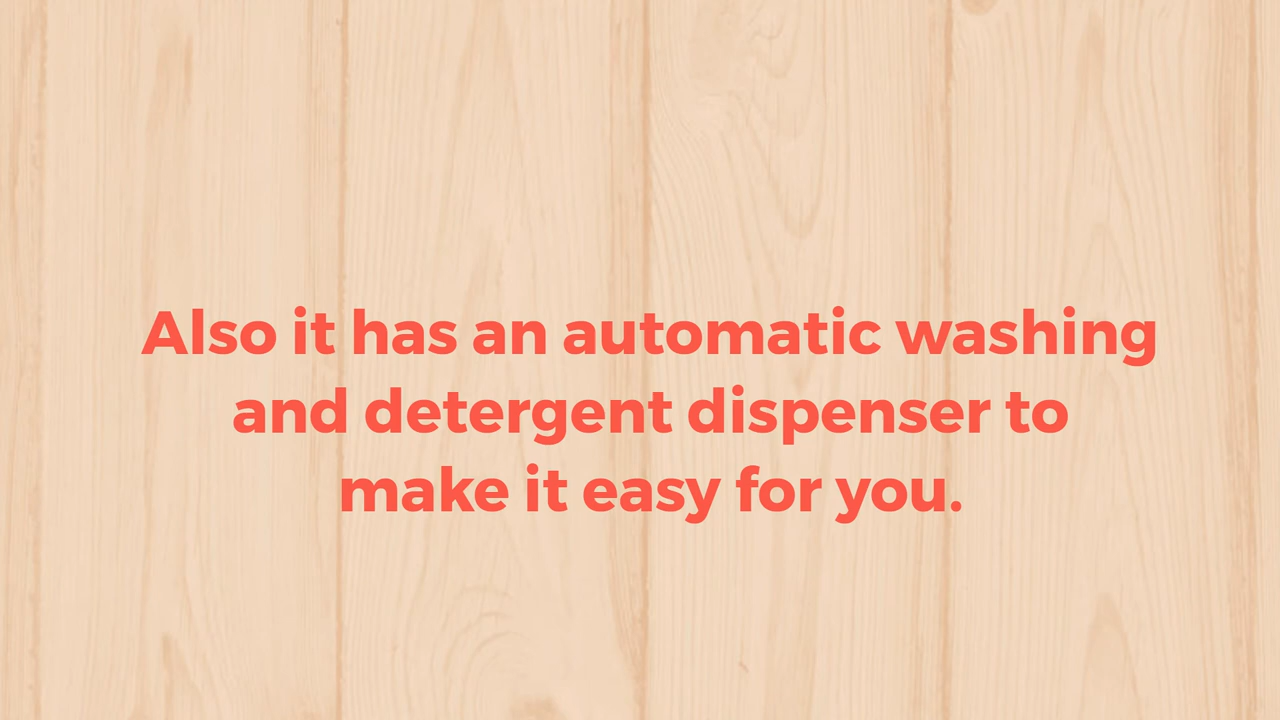 Also it has an automatic washing
and detergent dispenser to
make it easy for you.